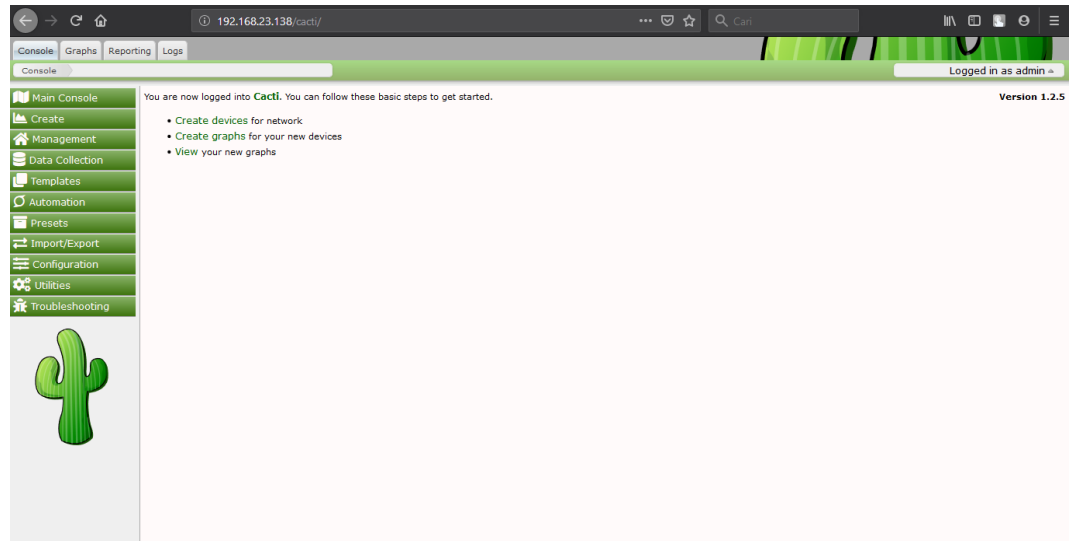 192.168.23.138/cacti/
Cari
Console Graphs Reporting Logs
Console
Logged in as admin
Main Console
Create
Management
Data Collection
Templates
Automation
Presets
Import/Export
Configuration
Utilities
Troubleshooting
You are now logged into Cacti. You can follow these basic steps to get started.
Version 1.2.5
• Create devices for network
• Create graphs for your new devices
• View your new graphs